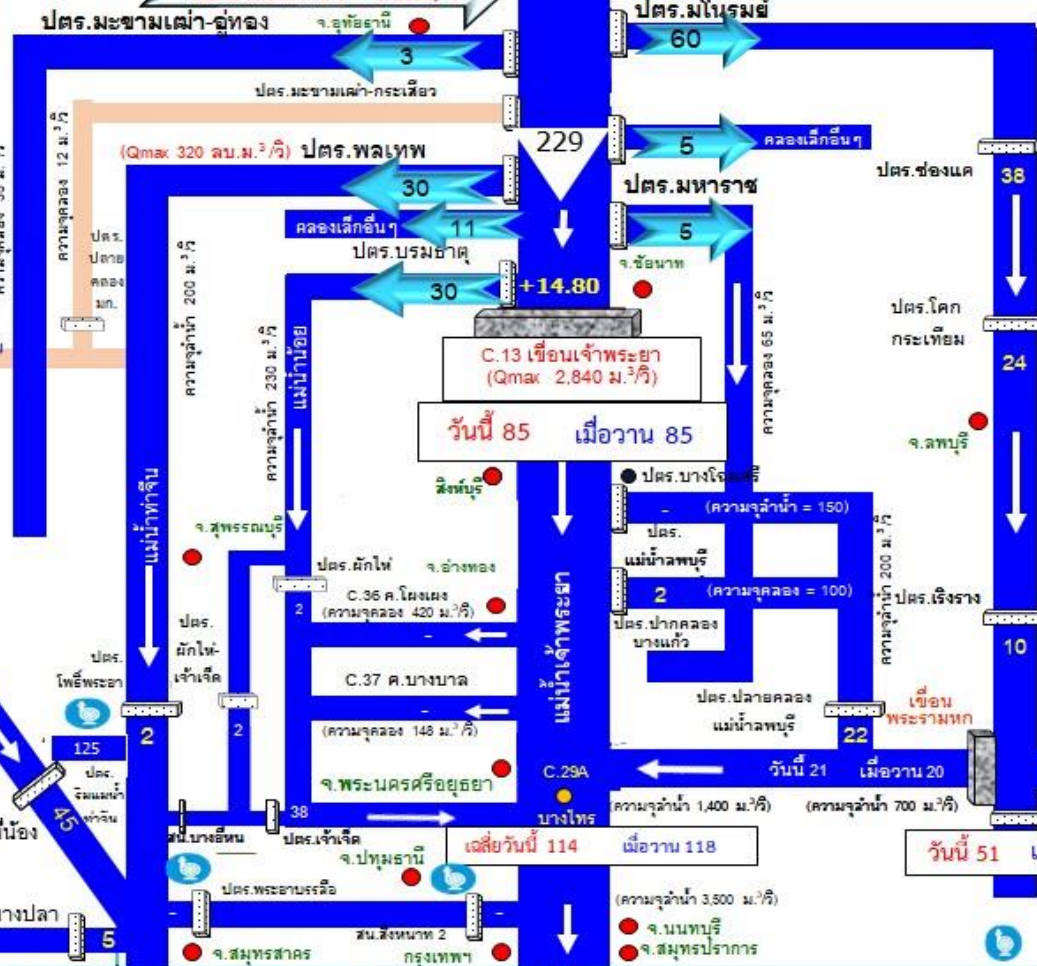 ปตร.มะขามเฒ่า-อู่ทอง
จ.อุทัยธานี
ปตร.มโนรมย์
3
60
ปตร.มะขามเฒ่า-กระเสียว
ความจุคลอง 12 ม.³/วิ
(Qmax 320 ลบ.ม.³/วิ) ปตร.พลเทพ
229
5
คลองเล็กอื่นๆ
ปตร.ช่องแค
38
30
ปตร.มหาราช
คลองเล็กอื่นๆ
11
5
ปตร.
ปลาย
คลอง
มก.
ความจุลำน้ำ 200 ม.³/วิ
ปตร.บรมธาตุ
จ.ชัยนาท
30
+14.80
ปตร.โคก
กระเทียม
24
ความจุลำน้ำ 230 ม.³/วิ
แม่น้ำน้อย
C.13 เขื่อนเจ้าพระยา
(Qmax 2,840 ม.³/วิ)
ความจุคลอง 65 ม.³/วิ
วันนี้ 85
เมื่อวาน 85
จ.ลพบุรี
แม่น้ำท่าจีน
สิงห์บุรี
ปตร.บางโฉมศรี
-
(ความจุลำน้ำ = 150)
จ.สุพรรณบุรี
ปตร.
แม่น้ำลพบุรี
ปตร.ผักไห่
จ.อ่างทอง
2
C.36 ค.โผงเผง
(ความจุคลอง 420 ม.³/วิ)
-
แม่น้ำเจ้าพระยา
2
(ความจุคลอง = 100)
ความจุลำน้ำ 200 ม.³/วิ
ปตร.เริงราง
10
ปตร.ปากคลอง
บางแก้ว
ปตร.
ผักไห่-
เจ้าเจ็ด
2
ปตร.
โพธิ์พระยา
2
C.37 ค.บางบาล
-
(ความจุคลอง 148 ม.³/วิ)
ปตร.ปลายคลอง
แม่น้ำลพบุรี
22
เขื่อน
พระรามหก
125
ปตร.
ริมแม่น้ำ
ท่าจีน
45
จ.พระนครศรีอยุธยา
C.29A
บางไทร
วันนี้ 21
เมื่อวาน 20
(ความจุลำน้ำ 1,400 ม.³/วิ)
(ความจุลำน้ำ 700 ม.³/วิ)
38
สน.บางยี่หน
ปตร.เจ้าเจ็ด
เฉลี่ยวันนี้ 114
เมื่อวาน 118
วันนี้ 51
จ.ปทุมธานี
ปตร.พระยาบรรลือ
-
-
(ความจุลำน้ำ 3,500 ม.³/วิ)
สน.สิงหนาท 2
5
จ.สมุทรสาคร
กรุงเทพฯ
จ.นนทบุรี
จ.สมุทรปราการ